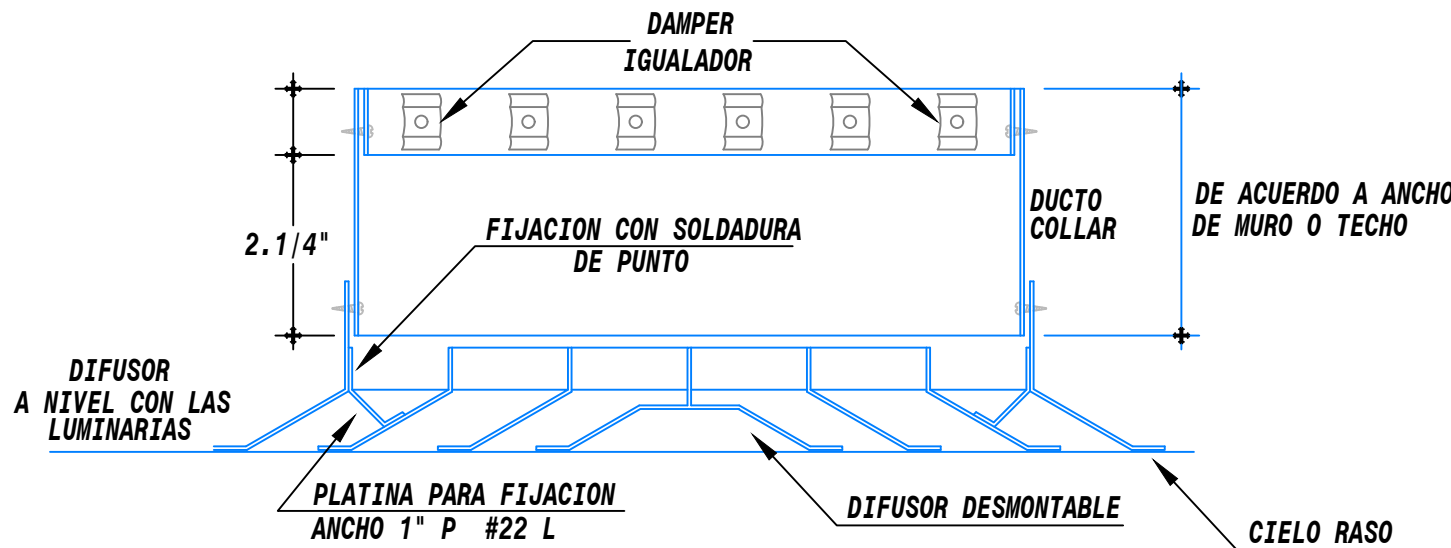 DAMPER
IGUALADOR
2.1/4"
FIJACION CON SOLDADURA
DE PUNTO
DUCTO
COLLAR
DE ACUERDO A ANCHO
DE MURO O TECHO
DIFUSOR
A NIVEL CON LAS
LUMINARIAS
PLATINA PARA FIJACION
ANCHO 1" P #22 L
DIFUSOR DESMONTABLE
CIELO RASO